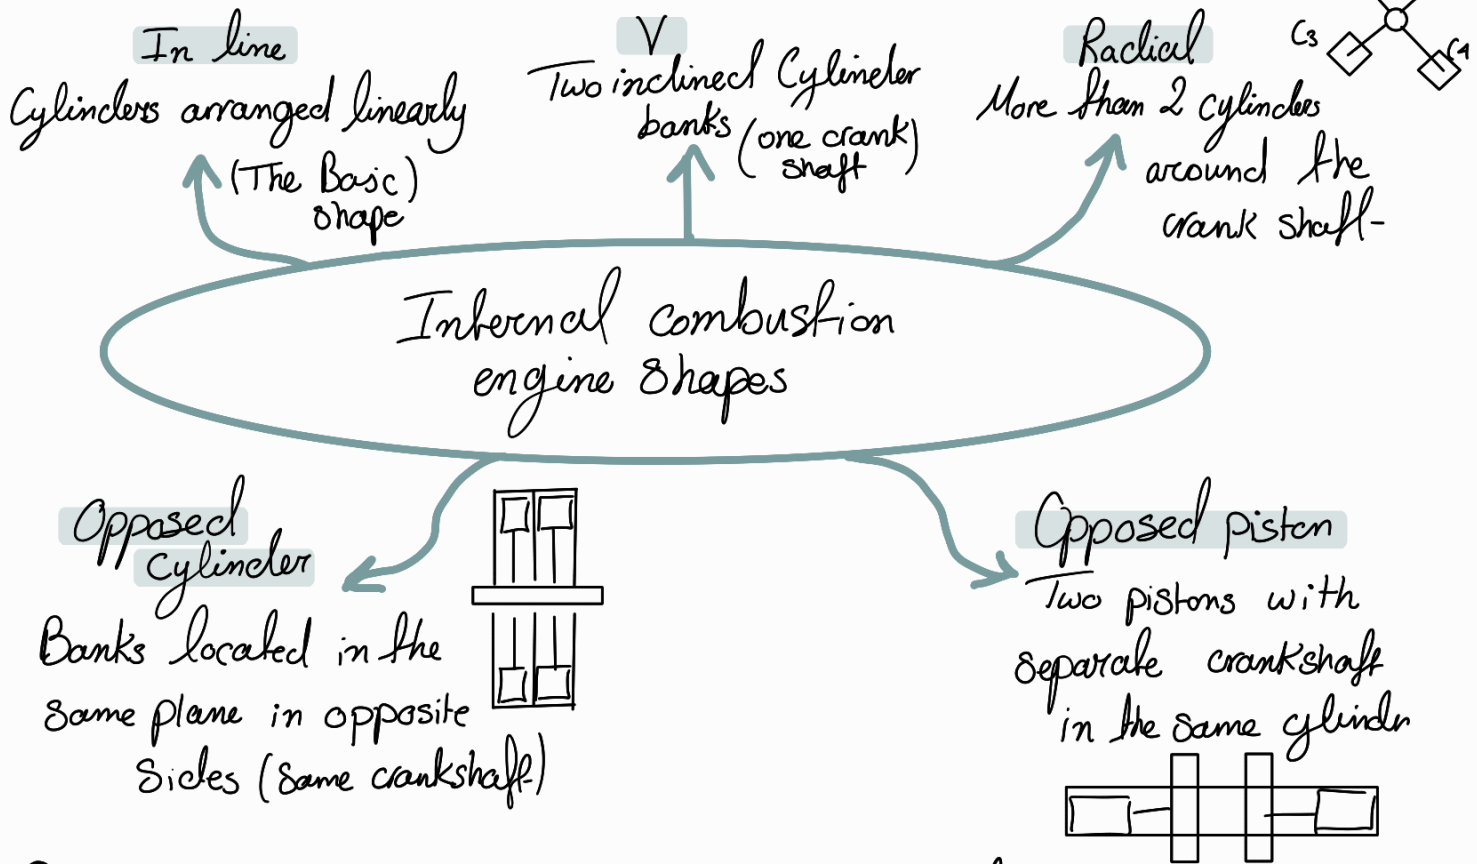 In line
Cylinders arranged linearly
(The Basic)
shape
V
Two inclined Cylinder
banks (one crank)
shaft
Radial
More than 2 cylinders
around the
crank shaft
C3
C4
Internal combustion
engine shapes
Opposed
cylinder
Banks located in the
same plane in opposite
sides (same crankshaft)
Opposed piston
Two pistons with
separate crankshaft
in the same cylinder